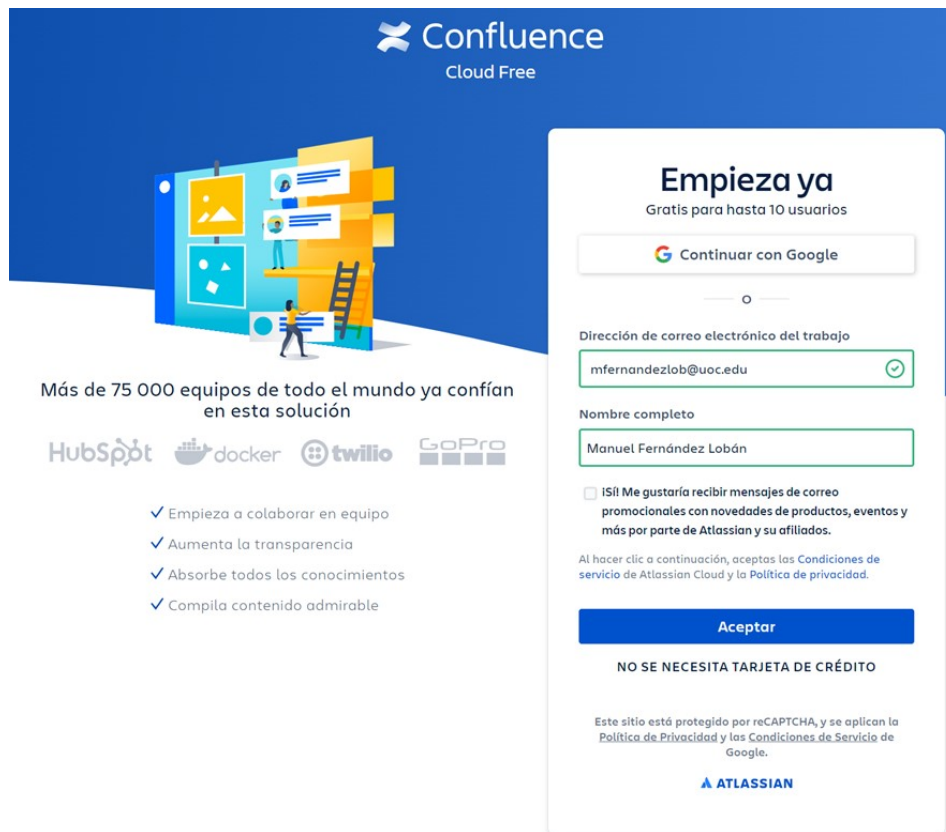 Confluence
Cloud Free
Más de 75 000 equipos de todo el mundo ya confían
en esta solución
HubSpot docker twilio GoPro
Empieza a colaborar en equipo
Aumenta la transparencia
Absorbe todos los conocimientos
Compila contenido admirable
Empieza ya
Gratis para hasta 10 usuarios
Continuar con Google
O
Dirección de correo electrónico del trabajo
mfernandezlob@uoc.edu
Nombre completo
Manuel Fernández Lobán
¡Sí! Me gustaría recibir mensajes de correo
promocionales con novedades de productos, eventos y
más por parte de Atlassian y su afiliados.
Al hacer clic a continuación, aceptas las Condiciones de
servicio de Atlassian Cloud y la Política de privacidad.
Aceptar
NO SE NECESITA TARJETA DE CRÉDITO
Este sitio está protegido por reCAPTCHA, y se aplican la
Política de Privacidad y las Condiciones de Servicio de
Google.
ATLASSIAN